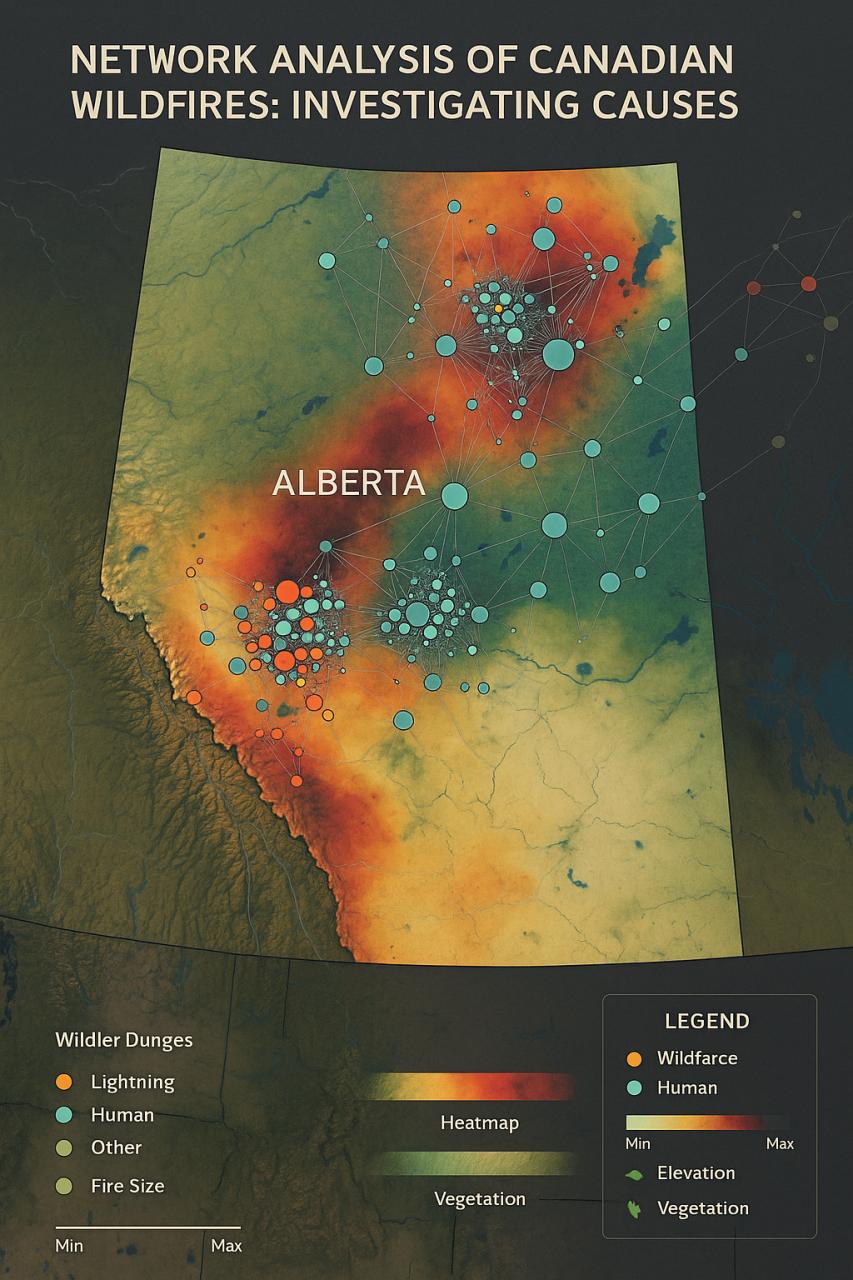 NETWORK ANALYSIS OF CANADIAN
WILDFIRES: INVESTIGATING CAUSES
ALBERTA
Wildler Dunges
Lightning
Human
Other
Fire Size
Min Max
Heatmap
Vegetation
LEGEND
Wildfarce
Human
Min Max
Elevation
Vegetation